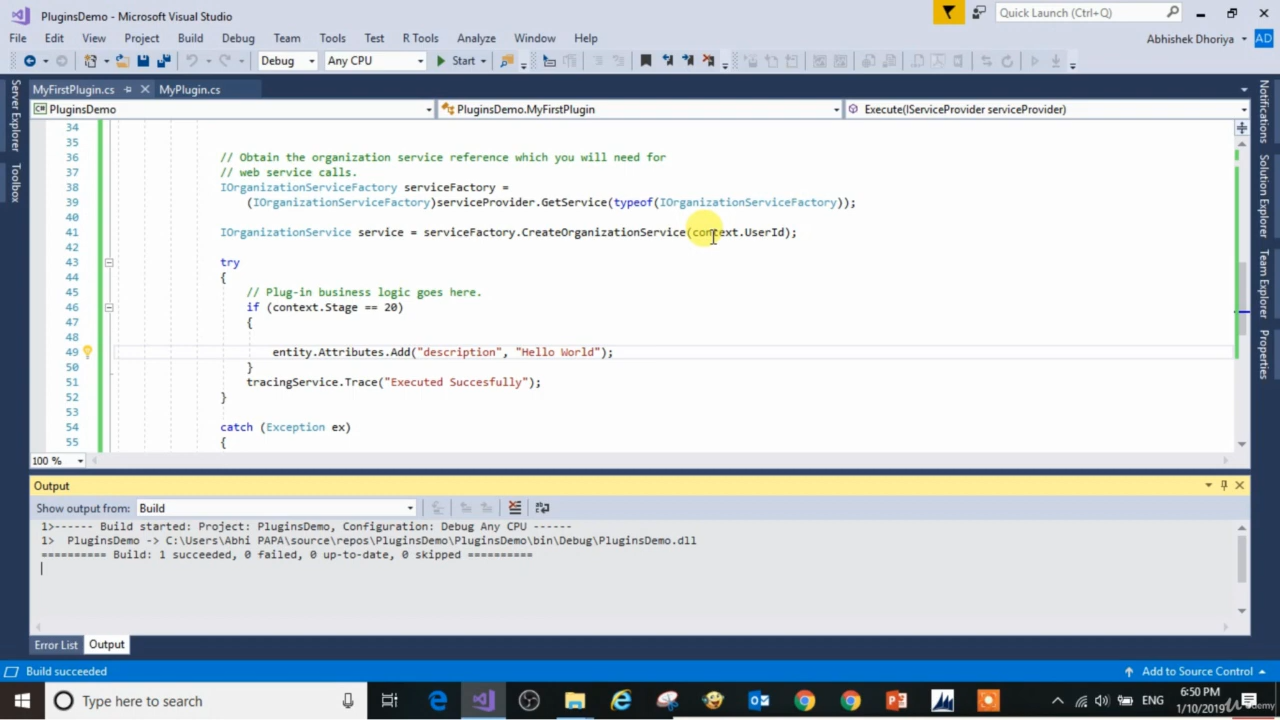 PluginsDemo - Microsoft Visual Studio
Quick Launch (Ctrl+Q)
File Edit View Project Build Debug Team Tools Test R Tools Analyze Window Help
Abhishek Dhoriya AD
Debug Any CPU Start
MyFirstPlugin.cs MyPlugin.cs
PluginsDemo PluginsDemo.MyFirstPlugin Execute(IServiceProvider serviceProvider)
Server Explorer
Toolbox
Notifications
Solution Explorer
Team Explorer
Properties
34
35
36 // Obtain the organization service reference which you will need for
37 // web service calls.
38 IOrganizationServiceFactory serviceFactory =
39 (IOrganizationServiceFactory)serviceProvider.GetService(typeof(IOrganizationServiceFactory));
40
41 IOrganizationService service = serviceFactory.CreateOrganizationService(context.UserId);
42
43 try
44 {
45 // Plug-in business logic goes here.
46 if (context.Stage == 20)
47 {
48
49 entity.Attributes.Add("description", "Hello World");
50 }
51 tracingService.Trace("Executed Succesfully");
52 }
53
54 catch (Exception ex)
55 {
100 %
Output
Show output from: Build
1>------ Build started: Project: PluginsDemo, Configuration: Debug Any CPU ------
1> PluginsDemo -> C:\Users\Abhi PAPA\source\repos\PluginsDemo\PluginsDemo\bin\Debug\PluginsDemo.dll
========== Build: 1 succeeded, 0 failed, 0 up-to-date, 0 skipped ==========
Error List Output
Build succeeded Add to Source Control
Type here to search
ENG
6:50 PM
1/10/2019
Udemy